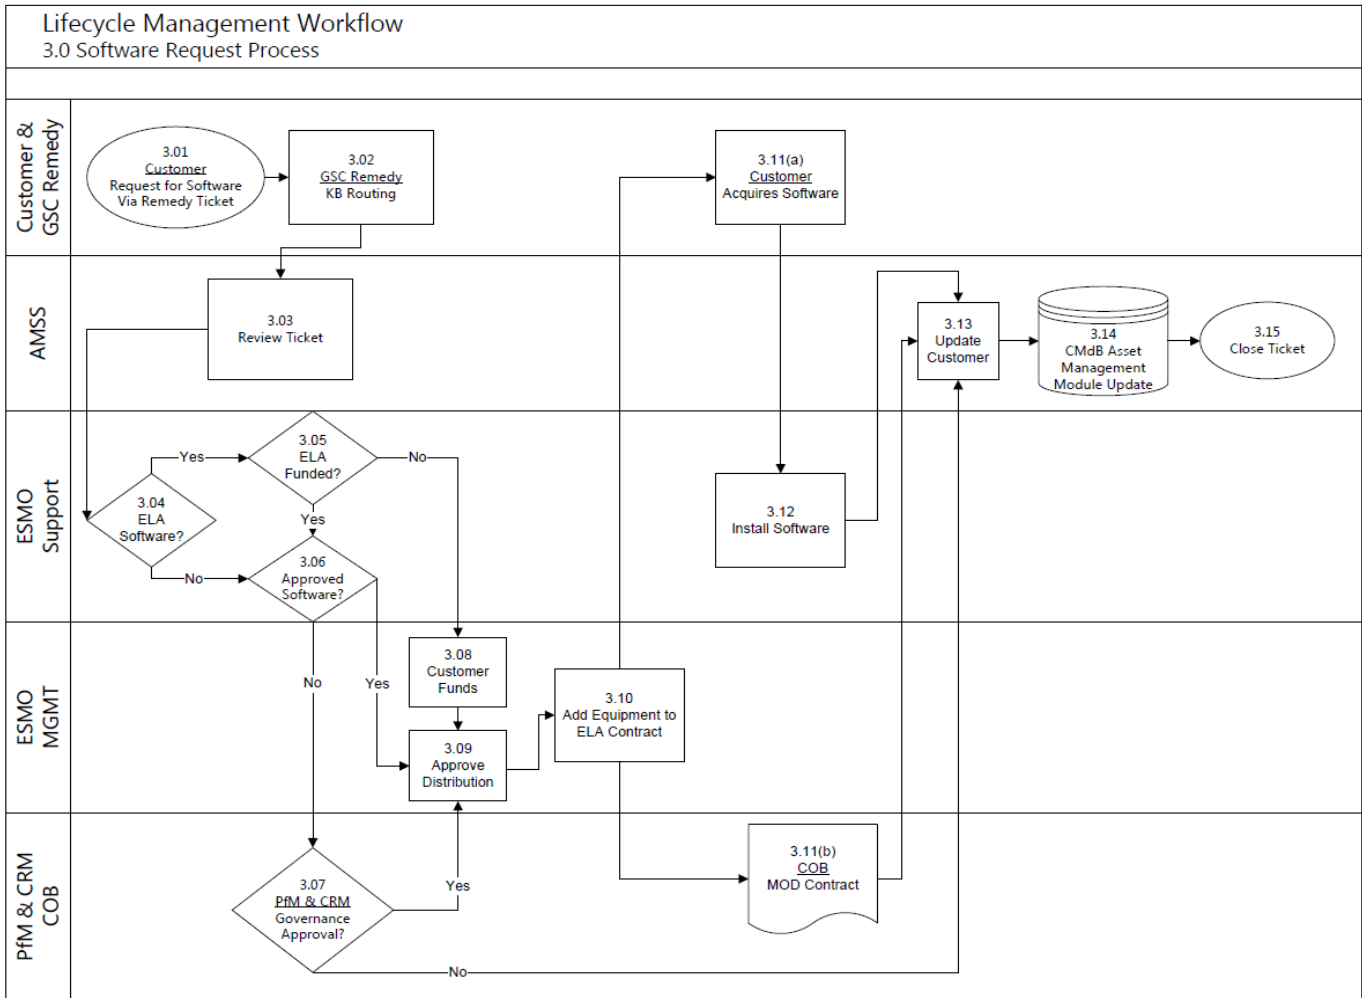 Lifecycle Management Workflow
3.0 Software Request Process
Customer &
GSC Remedy
3.01
Customer
Request for Software
Via Remedy Ticket
3.02
GSC Remedy
KB Routing
3.11(a)
Customer
Acquires Software
AMSS
3.03
Review Ticket
3.13
Update
Customer
3.14
CMdB Asset
Management
Module Update
3.15
Close Ticket
ESMO
Support
3.04
ELA
Software?
Yes
No
3.05
ELA
Funded?
No
Yes
3.06
Approved
Software?
3.12
Install Software
ESMO
MGMT
No
Yes
3.08
Customer
Funds
3.09
Approve
Distribution
3.10
Add Equipment to
ELA Contract
PfM & CRM
COB
3.07
PfM & CRM
Governance
Approval?
Yes
No
3.11(b)
COB
MOD Contract